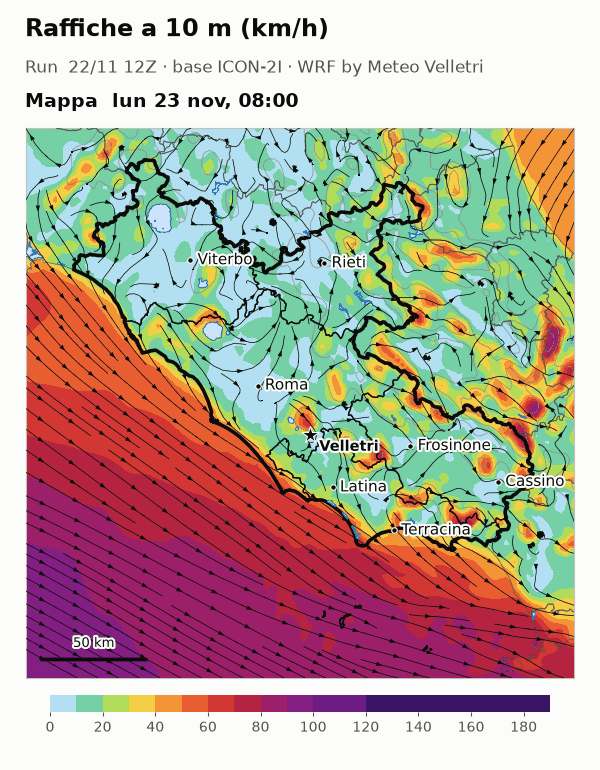 Raffiche a 10 m (km/h)
Run  22/11 12Z · base ICON-2I · WRF by Meteo Velletri
Mappa  lun 23 nov, 08:00
Viterbo
Rieti
Roma
Velletri
Frosinone
Latina
Cassino
Terracina
50 km
0 20 40 60 80 100 120 140 160 180